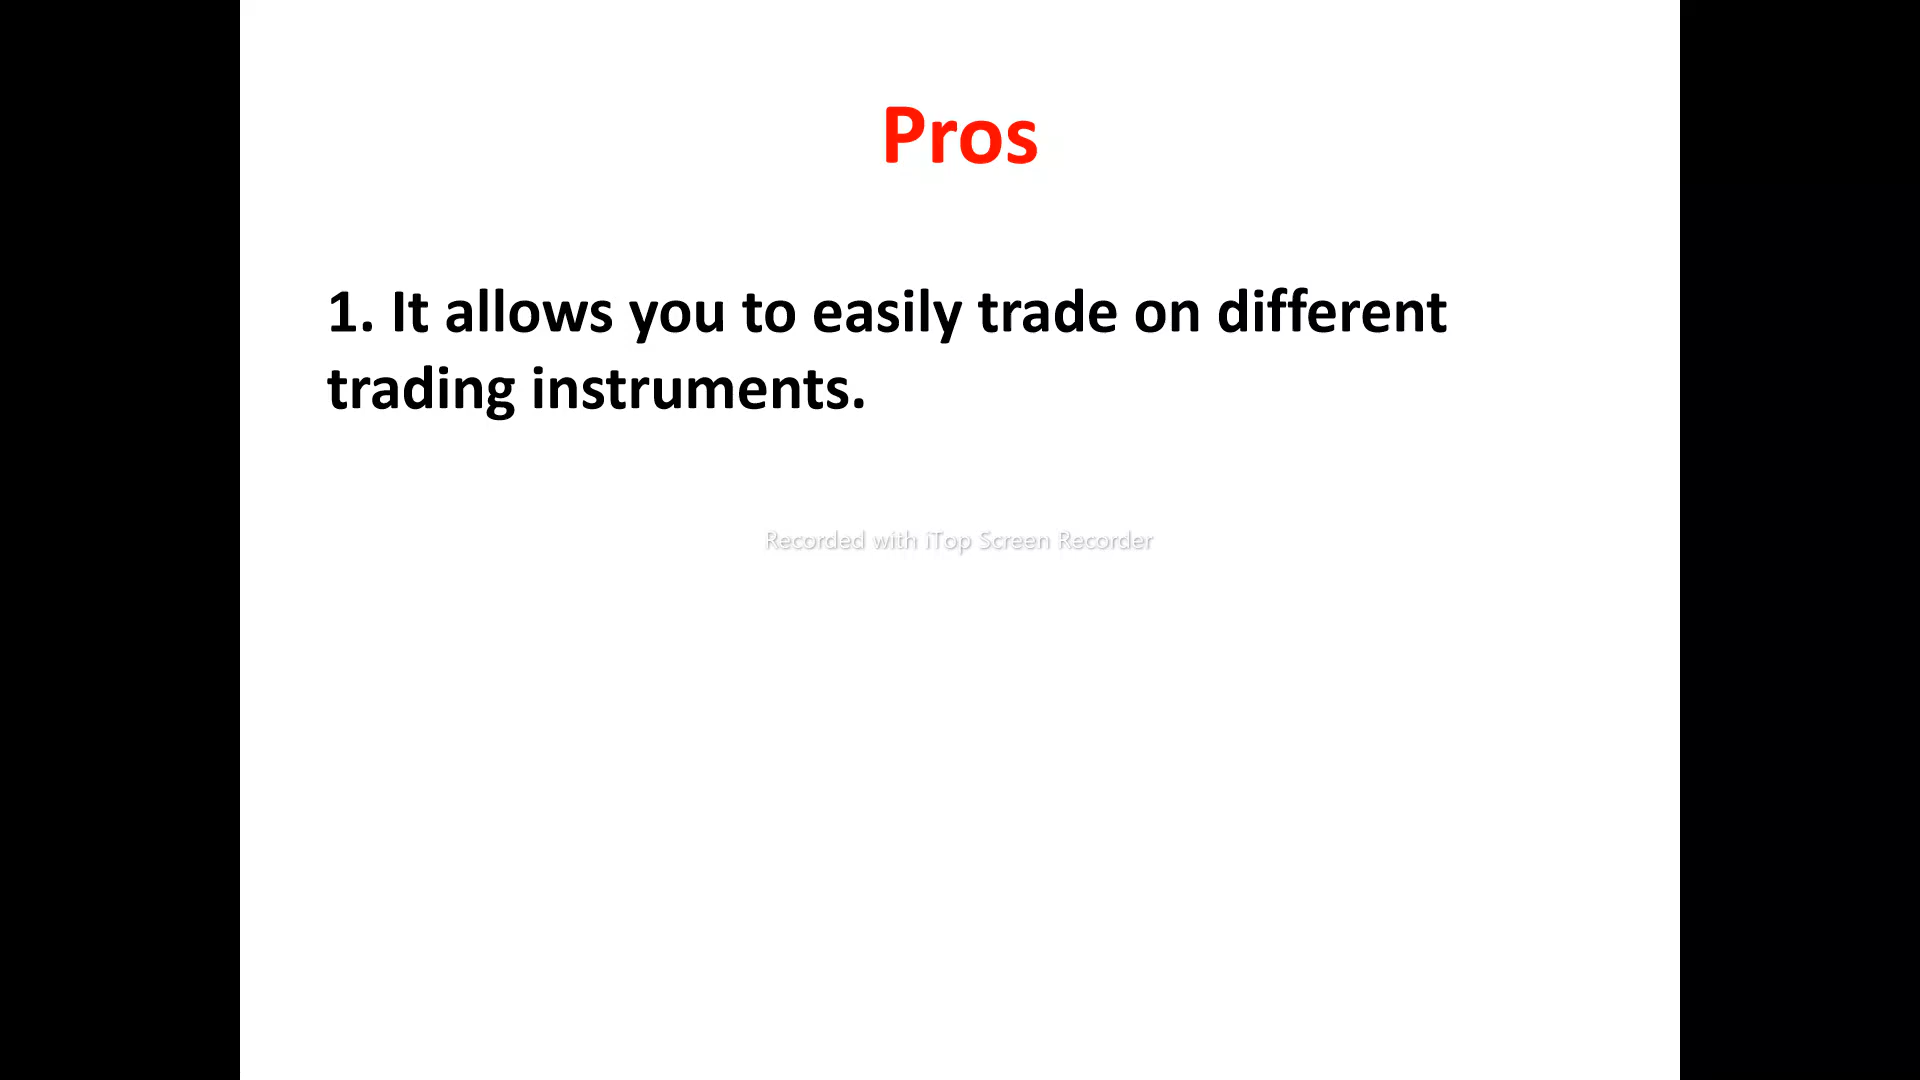 Pros
1. It allows you to easily trade on different
trading instruments.
Recorded with iTop Screen Recorder